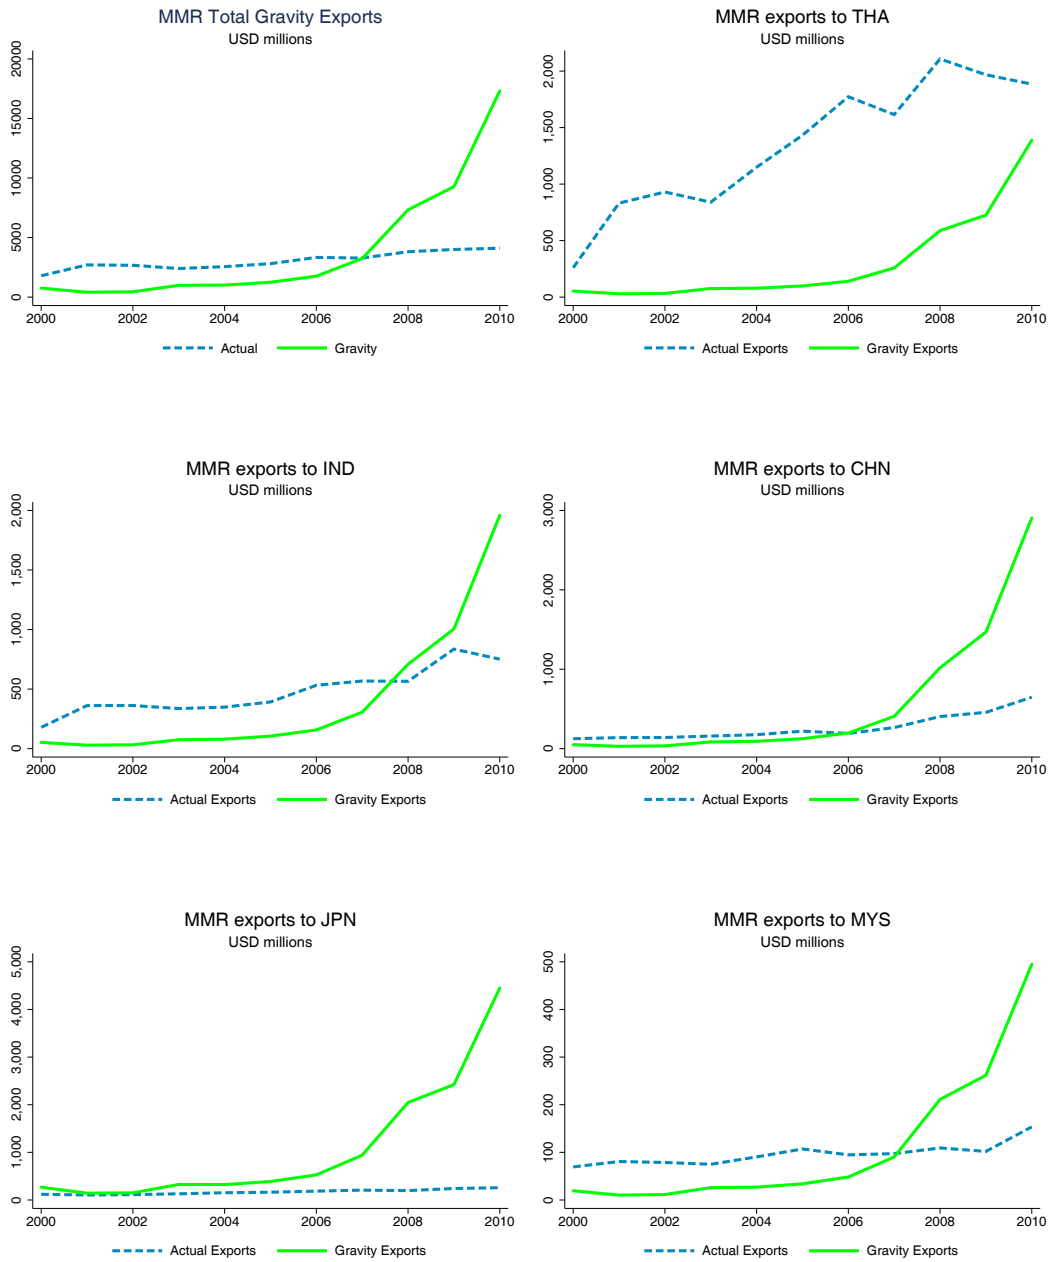 MMR Total Gravity Exports
USD millions
20000
15000
10000
5000
0
2000 2002 2004 2006 2008 2010
Actual Gravity
MMR exports to THA
USD millions
2,000
1,500
1,000
500
0
2000 2002 2004 2006 2008 2010
Actual Exports Gravity Exports
MMR exports to IND
USD millions
2,000
1,500
1,000
500
0
2000 2002 2004 2006 2008 2010
Actual Exports Gravity Exports
MMR exports to CHN
USD millions
3,000
2,000
1,000
0
2000 2002 2004 2006 2008 2010
Actual Exports Gravity Exports
MMR exports to JPN
USD millions
5,000
4,000
3,000
2,000
1,000
0
2000 2002 2004 2006 2008 2010
Actual Exports Gravity Exports
MMR exports to MYS
USD millions
500
400
300
200
100
0
2000 2002 2004 2006 2008 2010
Actual Exports Gravity Exports